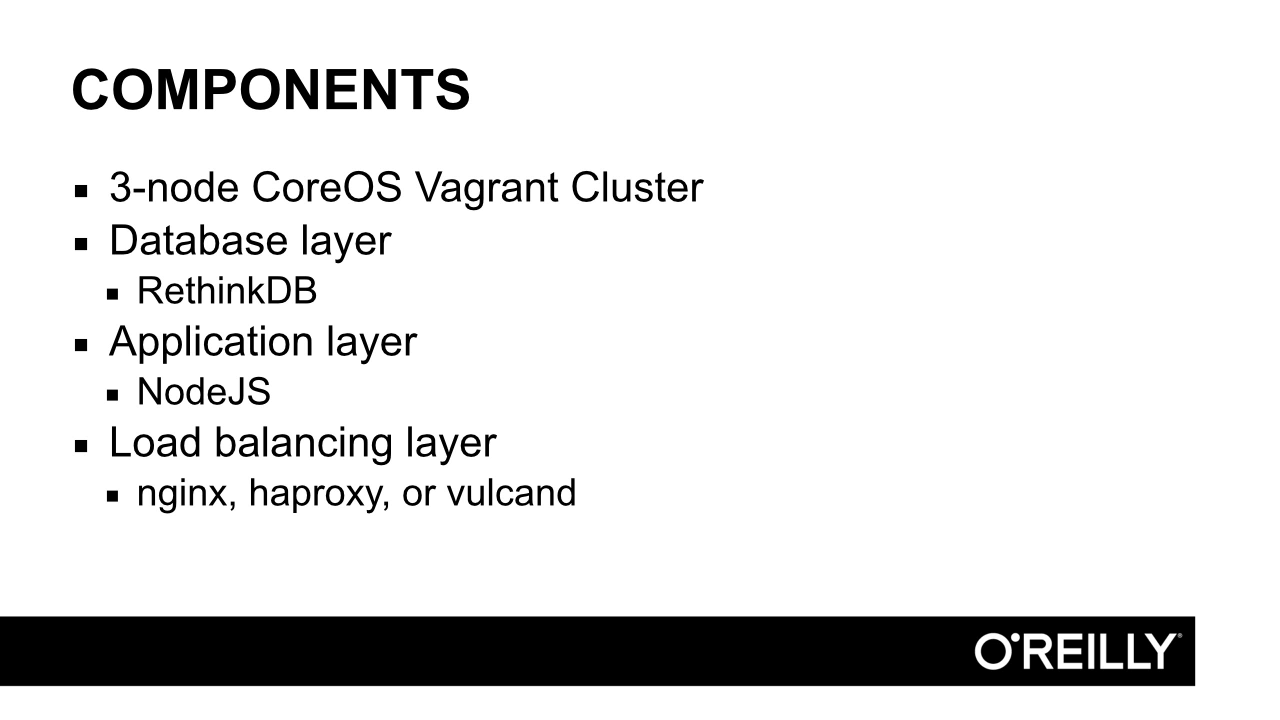 COMPONENTS
▪ 3-node CoreOS Vagrant Cluster
▪ Database layer
▪ RethinkDB
▪ Application layer
▪ NodeJS
▪ Load balancing layer
▪ nginx, haproxy, or vulcand
O'REILLY®